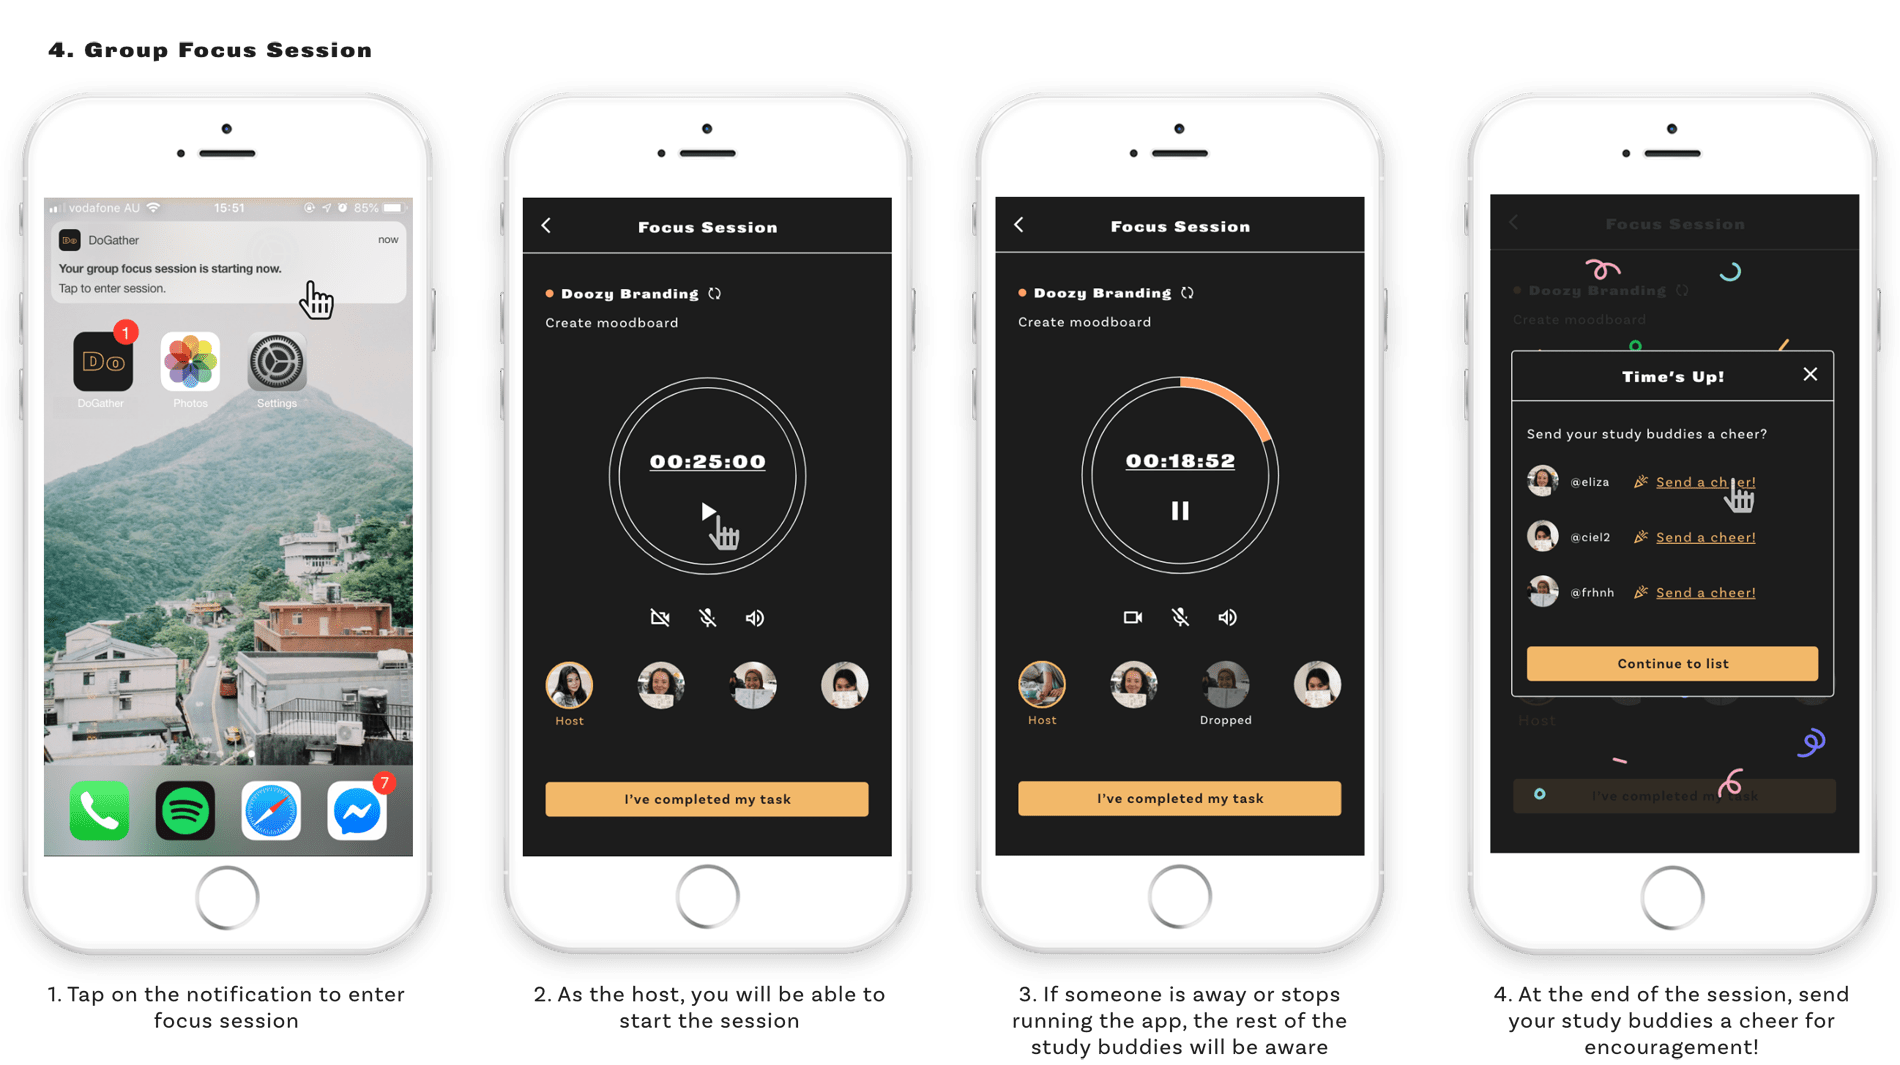 4. Group Focus Session
vodafone AU
15:51
85%
Do
DoGather
now
Your group focus session is starting now.
Tap to enter session.
Do
1
DoGather
Photos
Settings
7
1. Tap on the notification to enter
focus session
Focus Session
Doozy Branding
Create moodboard
00:25:00
Host
I've completed my task
2. As the host, you will be able to
start the session
Focus Session
Doozy Branding
Create moodboard
00:18:52
Host
Dropped
I've completed my task
3. If someone is away or stops
running the app, the rest of the
study buddies will be aware
Focus Session
Doozy Branding
Create moodboard
Time's Up!
Send your study buddies a cheer?
@eliza
Send a cheer!
@ciel2
Send a cheer!
@frhnh
Send a cheer!
Continue to list
Host
I've completed my task
4. At the end of the session, send
your study buddies a cheer for
encouragement!